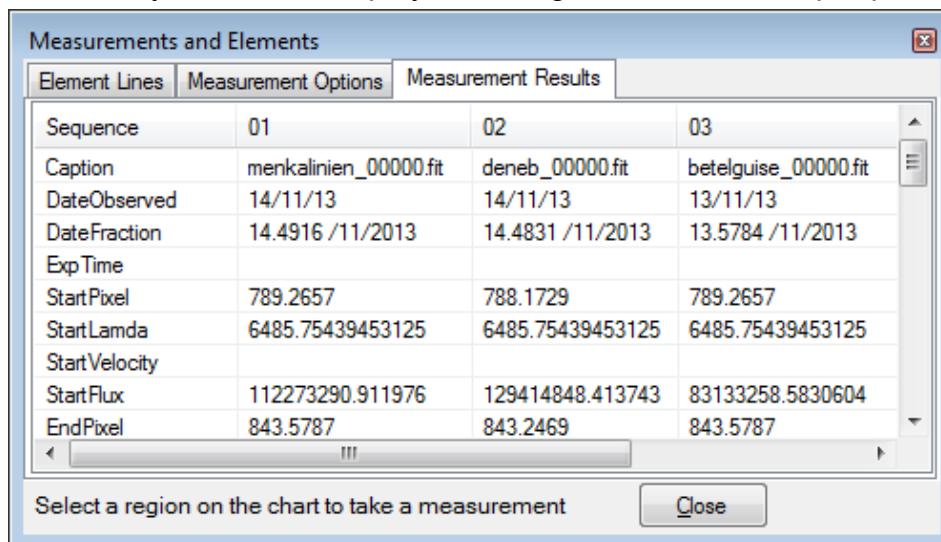 Measurements and Elements
Element Lines Measurement Options Measurement Results
Sequence 01 02 03
Caption menkalinien_00000.fit deneb_00000.fit betelguise_00000.fit
DateObserved 14/11/13 14/11/13 13/11/13
DateFraction 14.4916 /11/2013 14.4831 /11/2013 13.5784 /11/2013
ExpTime
StartPixel 789.2657 788.1729 789.2657
StartLamda 6485.75439453125 6485.75439453125 6485.75439453125
StartVelocity
StartFlux 112273290.911976 129414848.413743 83133258.5830604
EndPixel 843.5787 843.2469 843.5787
Select a region on the chart to take a measurement Close